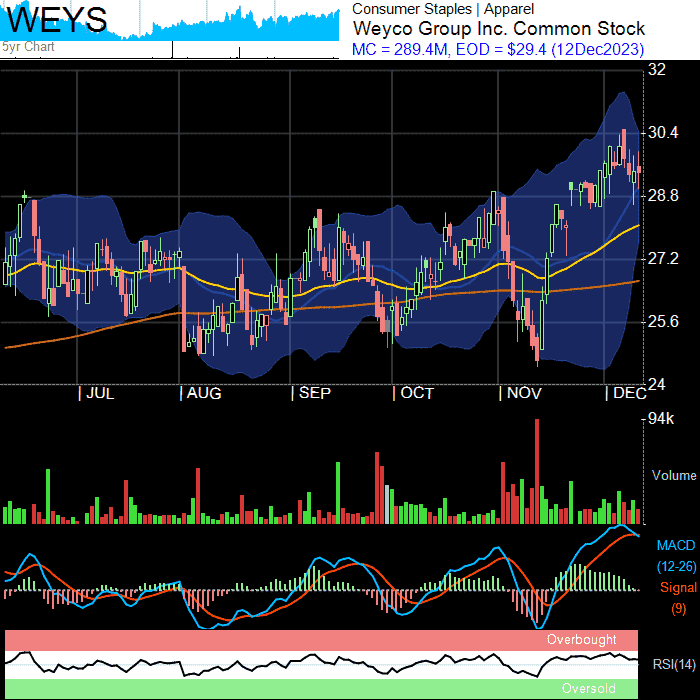 WEYS
5yr Chart
Consumer Staples | Apparel
Weyco Group Inc. Common Stock
MC = 289.4M, EOD = $29.4 (12Dec2023)
32
30.4
28.8
27.2
25.6
24
| JUL | AUG | SEP | OCT | NOV | DEC
94k
Volume
MACD
(12-26)
Signal
(9)
Overbought
RSI(14)
Oversold